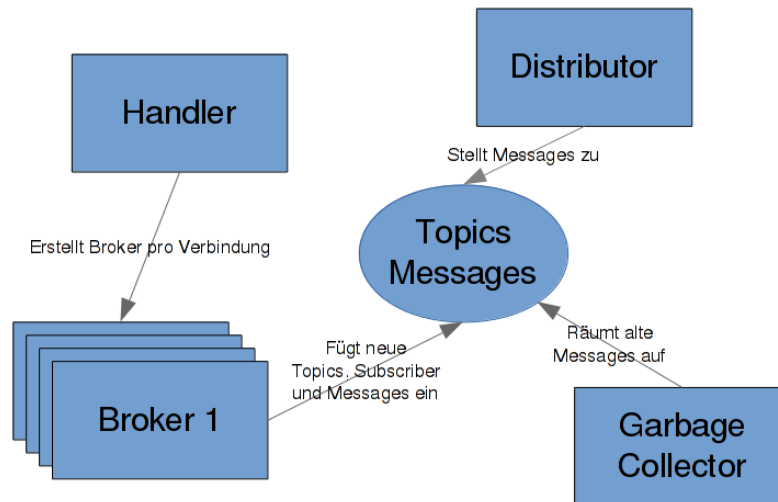 Distributor
Handler
Stellt Messages zu
Topics
Messages
Erstellt Broker pro Verbindung
Fügt neue
Topics, Subscriber
und Messages ein
Räumt alte
Messages auf
Broker 1
Garbage
Collector